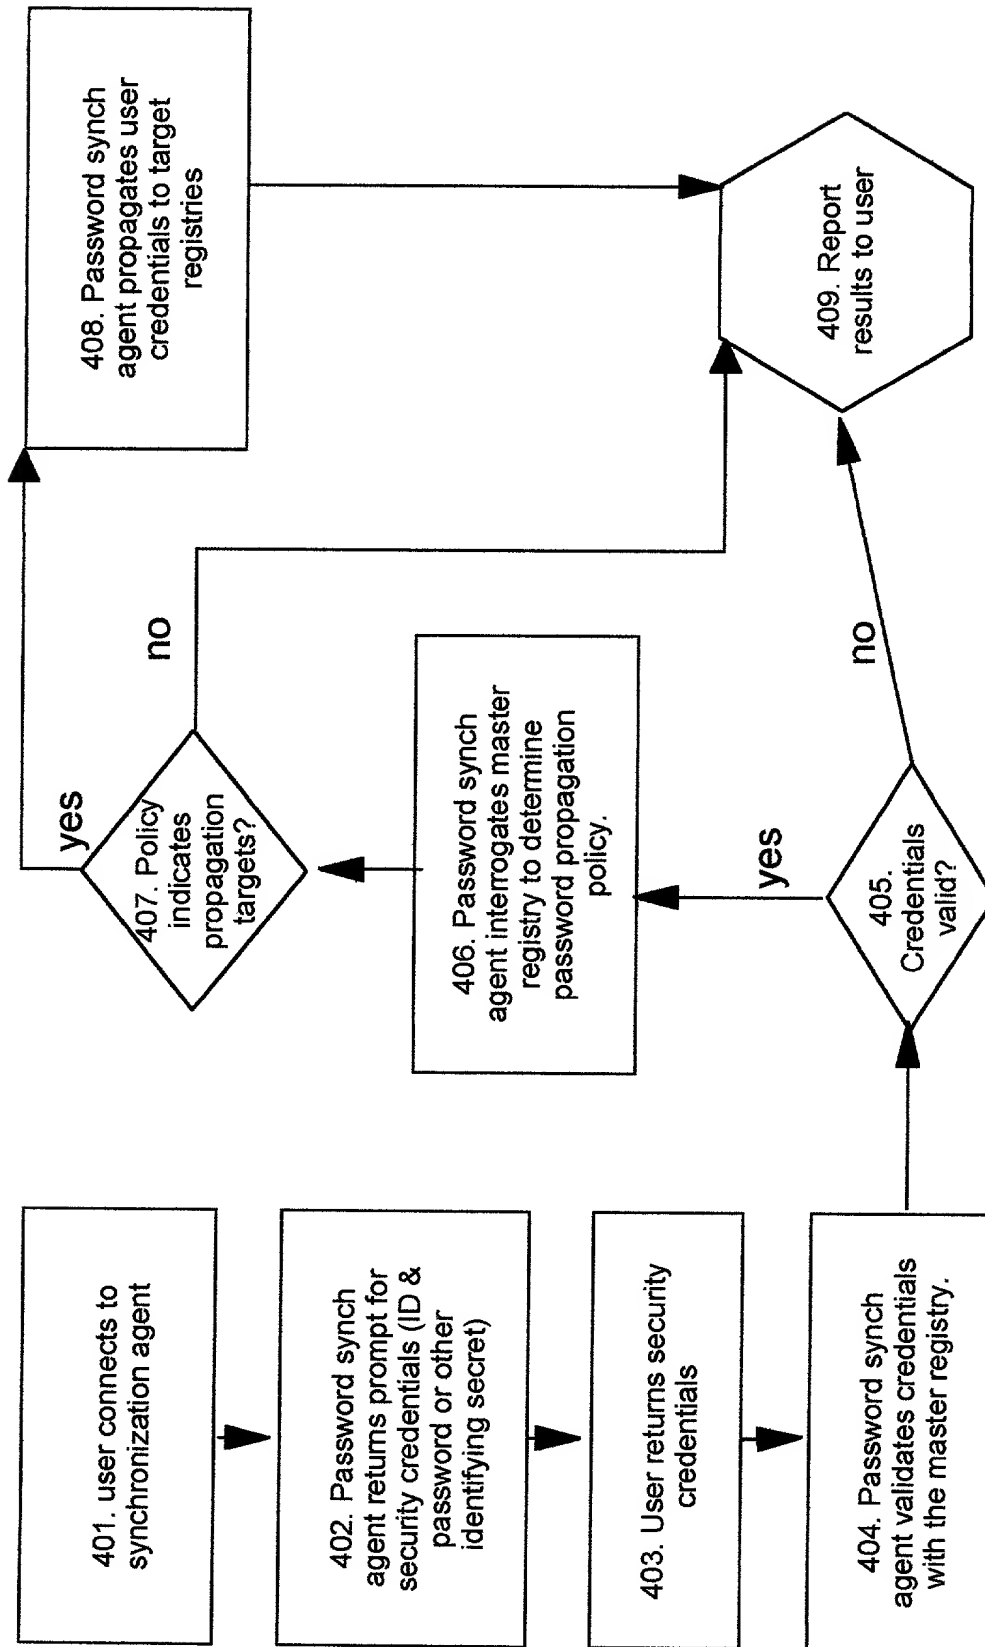 401. user connects to
synchronization agent
402. Password synch
agent returns prompt for
security credentials (ID &
password or other
identifying secret)
403. User returns security
credentials
404. Password synch
agent validates credentials
with the master registry.
405.
Credentials
valid?
yes
no
406. Password synch
agent interrogates master
registry to determine
password propagation
policy.
407. Policy
indicates
propagation
targets?
yes
no
408. Password synch
agent propagates user
credentials to target
registries
409. Report
results to user